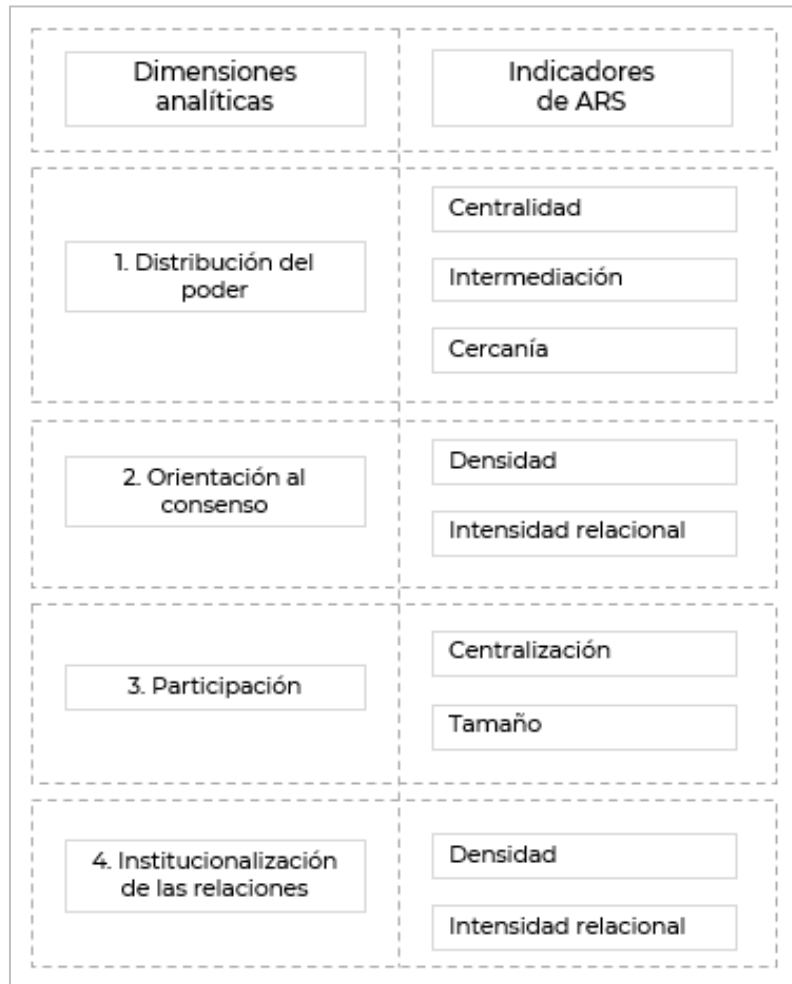 Dimensiones
analíticas
Indicadores
de ARS
1. Distribución del
poder
Centralidad
Intermediación
Cercanía
2. Orientación al
consenso
Densidad
Intensidad relacional
3. Participación
Centralización
Tamaño
4. Institucionalización
de las relaciones
Densidad
Intensidad relacional